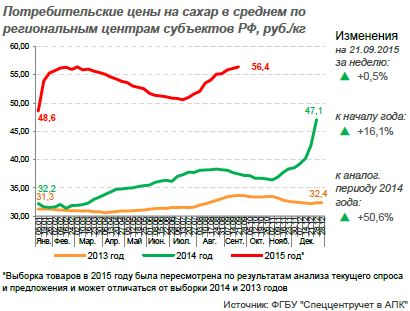 Потребительские цены на сахар в среднем по
региональным центрам субъектов РФ, руб./кг
Изменения
на 21.09.2015
за неделю:
+0,5%
к началу года:
+16,1%
к аналог.
периоду 2014
года:
+50,6%
60,00
55,00
50,00
45,00
40,00
35,00
30,00
48,6
56,4
47,1
32,2
31,3
32,4
Янв. Фев. Мар. Апр. Май. Июн. Июл. Авг. Сент. Окт. Нояб. Дек.
2013 год 2014 год 2015 год*
*Выборка товаров в 2015 году была пересмотрена по результатам анализа текущего спроса
и предложения и может отличаться от выборки 2014 и 2013 годов
Источник: ФГБУ "Спеццентручет в АПК"